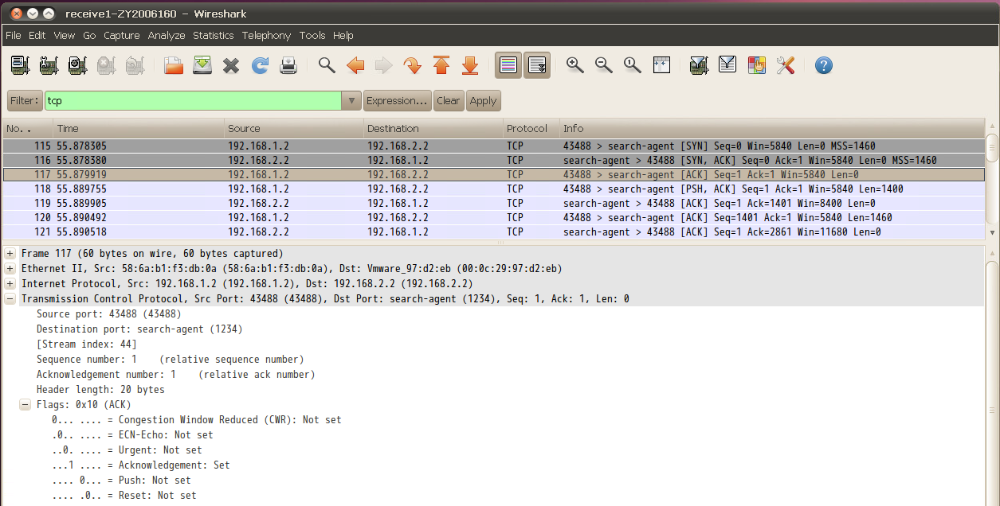 receive1-ZY2006160 - Wireshark
File Edit View Go Capture Analyze Statistics Telephony Tools Help
Filter: tcp Expression... Clear Apply
No. . Time Source Destination Protocol Info
115 55.878305 192.168.1.2 192.168.2.2 TCP 43488 > search-agent [SYN] Seq=0 Win=5840 Len=0 MSS=1460
116 55.878380 192.168.2.2 192.168.1.2 TCP search-agent > 43488 [SYN, ACK] Seq=0 Ack=1 Win=5840 Len=0 MSS=1460
117 55.879919 192.168.1.2 192.168.2.2 TCP 43488 > search-agent [ACK] Seq=1 Ack=1 Win=5840 Len=0
118 55.889755 192.168.1.2 192.168.2.2 TCP 43488 > search-agent [PSH, ACK] Seq=1 Ack=1 Win=5840 Len=1400
119 55.889905 192.168.2.2 192.168.1.2 TCP search-agent > 43488 [ACK] Seq=1 Ack=1401 Win=8400 Len=0
120 55.890492 192.168.1.2 192.168.2.2 TCP 43488 > search-agent [ACK] Seq=1401 Ack=1 Win=5840 Len=1460
121 55.890518 192.168.2.2 192.168.1.2 TCP search-agent > 43488 [ACK] Seq=1 Ack=2861 Win=11680 Len=0
Frame 117 (60 bytes on wire, 60 bytes captured)
Ethernet II, Src: 58:6a:b1:f3:db:0a (58:6a:b1:f3:db:0a), Dst: Vmware_97:d2:eb (00:0c:29:97:d2:eb)
Internet Protocol, Src: 192.168.1.2 (192.168.1.2), Dst: 192.168.2.2 (192.168.2.2)
Transmission Control Protocol, Src Port: 43488 (43488), Dst Port: search-agent (1234), Seq: 1, Ack: 1, Len: 0
Source port: 43488 (43488)
Destination port: search-agent (1234)
[Stream index: 44]
Sequence number: 1 (relative sequence number)
Acknowledgement number: 1 (relative ack number)
Header length: 20 bytes
Flags: 0x10 (ACK)
0... .... = Congestion Window Reduced (CWR): Not set
.0.. .... = ECN-Echo: Not set
..0. .... = Urgent: Not set
...1 .... = Acknowledgement: Set
.... 0... = Push: Not set
.... .0.. = Reset: Not set